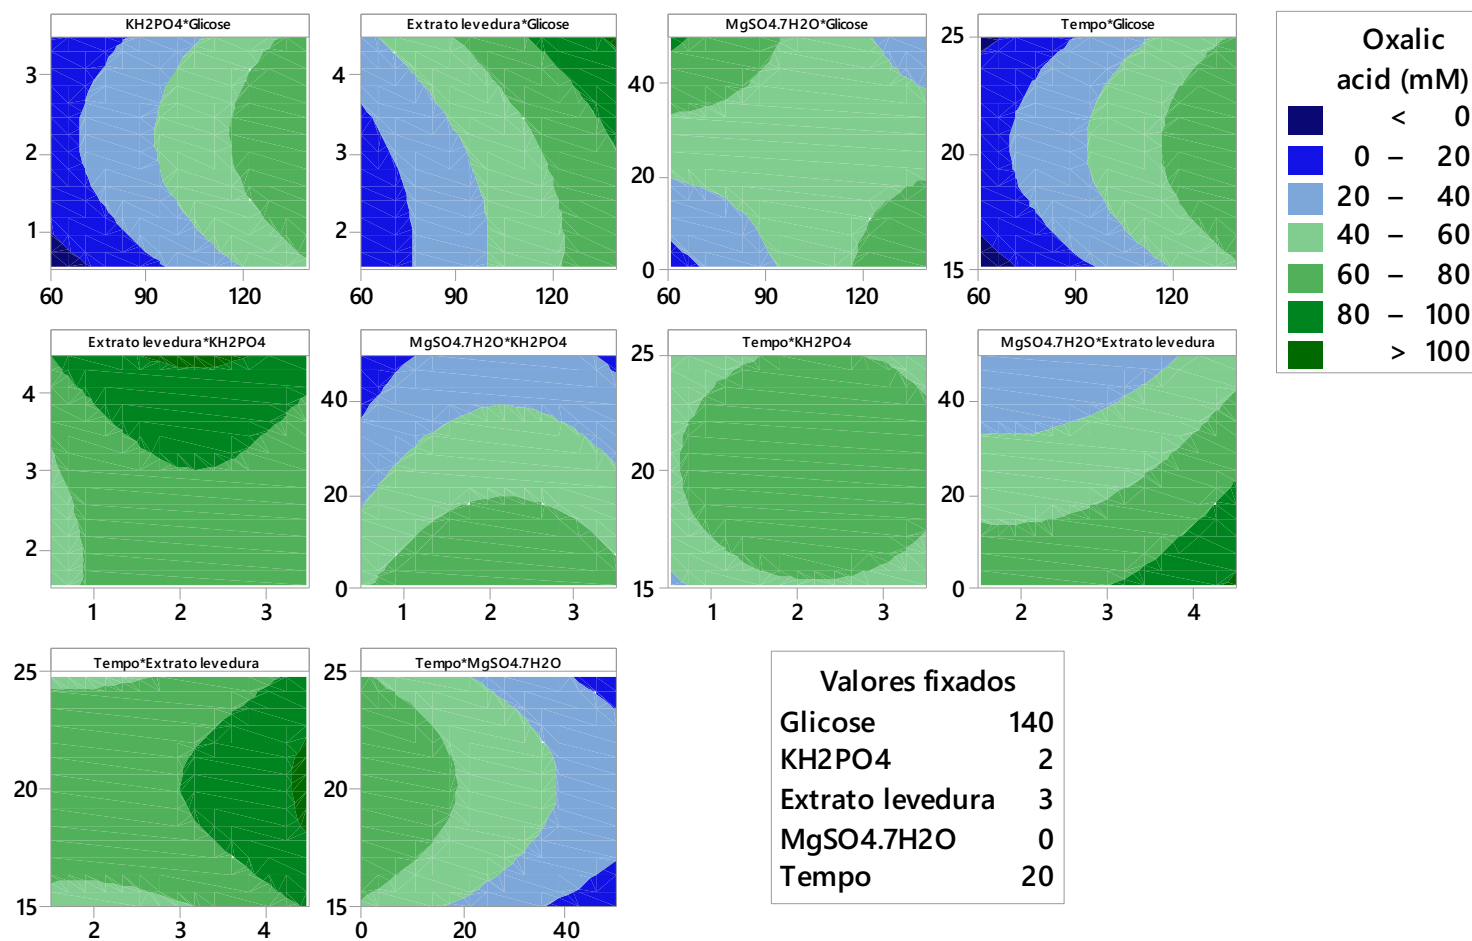 KH2PO4*Glicose
Extrato levedura*Glicose
MgSO4.7H2O*Glicose
Tempo*Glicose
3
2
1
60 90 120
4
3
2
60 90 120
40
20
0
60 90 120
25
20
15
60 90 120
Oxalic
acid (mM)
< 0
0 – 20
20 – 40
40 – 60
60 – 80
80 – 100
> 100
Extrato levedura*KH2PO4
MgSO4.7H2O*KH2PO4
Tempo*KH2PO4
MgSO4.7H2O*Extrato levedura
4
3
2
1 2 3
40
20
0
1 2 3
25
20
15
1 2 3
40
20
0
2 3 4
Tempo*Extrato levedura
Tempo*MgSO4.7H2O
25
20
15
2 3 4
25
20
15
0 20 40
Valores fixados
Glicose 140
KH2PO4 2
Extrato levedura 3
MgSO4.7H2O 0
Tempo 20